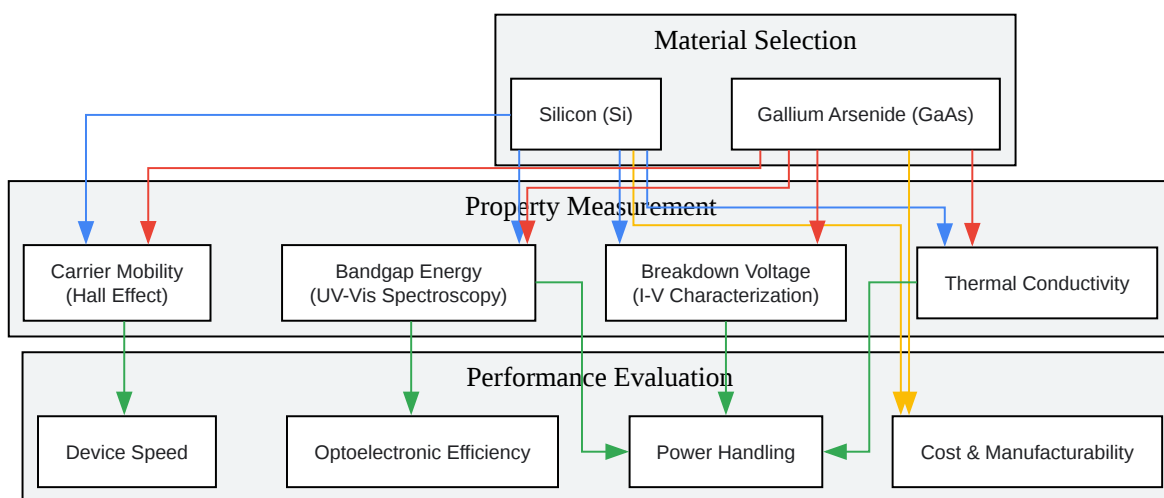 Material Selection
Silicon (Si)
Gallium Arsenide (GaAs)
Property Measurement
Carrier Mobility
(Hall Effect)
Bandgap Energy
(UV-Vis Spectroscopy)
Breakdown Voltage
(I-V Characterization)
Thermal Conductivity
Performance Evaluation
Device Speed
Optoelectronic Efficiency
Power Handling
Cost & Manufacturability